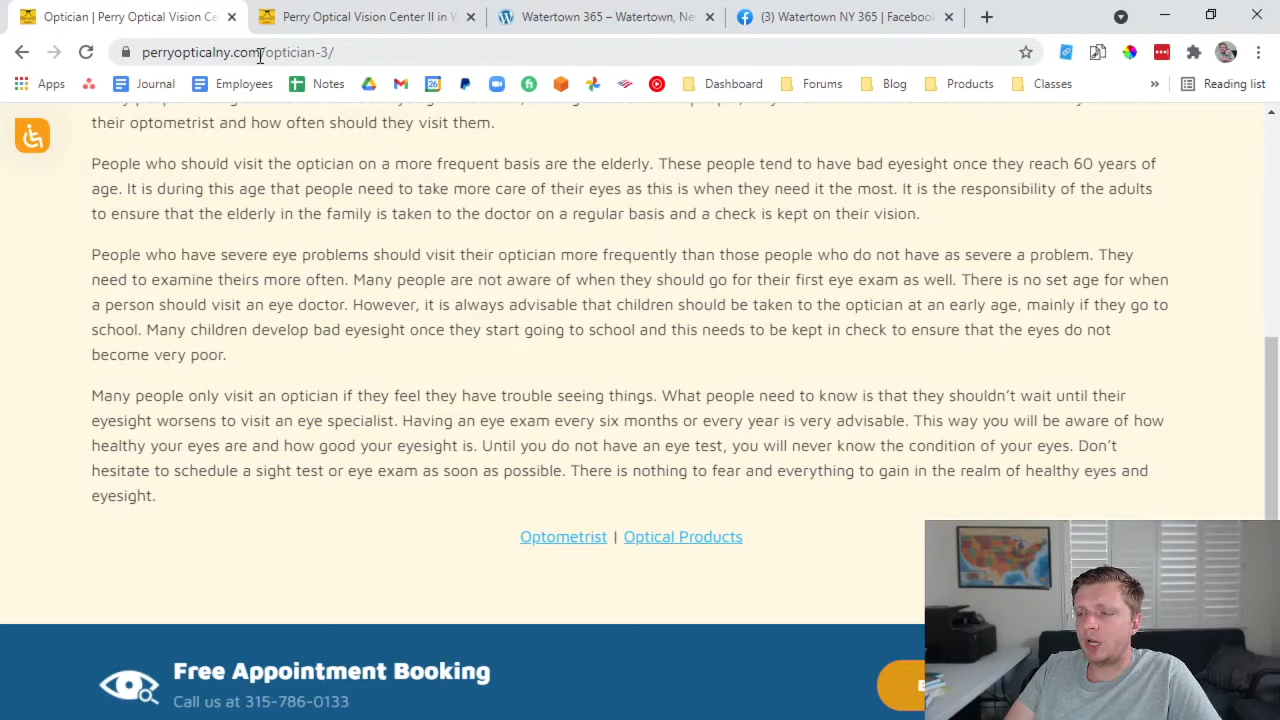 Optician | Perry Optical Vision Ce
Perry Optical Vision Center II in W
Watertown 365 – Watertown, Ne
(3) Watertown NY 365 | Facebook
perryopticalny.com/optician-3/
Apps Journal Employees Notes Dashboard Forums Blog Products Classes » Reading list
their optometrist and how often should they visit them.
People who should visit the optician on a more frequent basis are the elderly. These people tend to have bad eyesight once they reach 60 years of
age. It is during this age that people need to take more care of their eyes as this is when they need it the most. It is the responsibility of the adults
to ensure that the elderly in the family is taken to the doctor on a regular basis and a check is kept on their vision.
People who have severe eye problems should visit their optician more frequently than those people who do not have as severe a problem. They
need to examine theirs more often. Many people are not aware of when they should go for their first eye exam as well. There is no set age for when
a person should visit an eye doctor. However, it is always advisable that children should be taken to the optician at an early age, mainly if they go to
school. Many children develop bad eyesight once they start going to school and this needs to be kept in check to ensure that the eyes do not
become very poor.
Many people only visit an optician if they feel they have trouble seeing things. What people need to know is that they shouldn’t wait until their
eyesight worsens to visit an eye specialist. Having an eye exam every six months or every year is very advisable. This way you will be aware of how
healthy your eyes are and how good your eyesight is. Until you do not have an eye test, you will never know the condition of your eyes. Don’t
hesitate to schedule a sight test or eye exam as soon as possible. There is nothing to fear and everything to gain in the realm of healthy eyes and
eyesight.
Optometrist | Optical Products
Free Appointment Booking
Call us at 315-786-0133